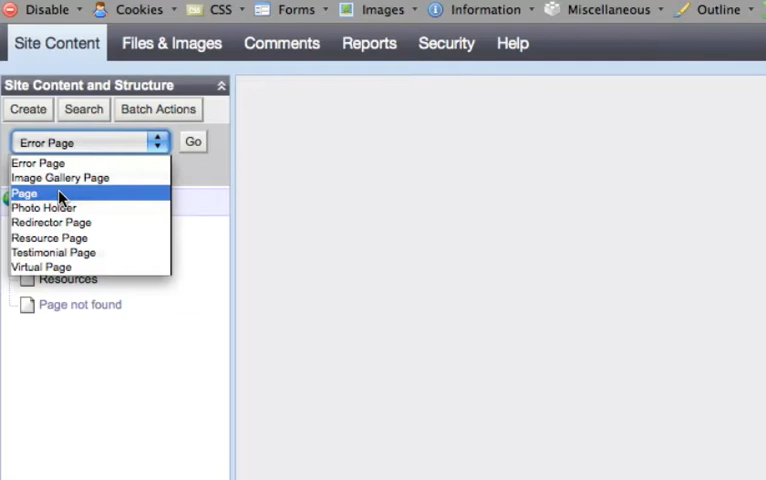 Disable Cookies CSS Forms Images Information Miscellaneous Outline
Site Content Files & Images Comments Reports Security Help
Site Content and Structure
Create Search Batch Actions
Error Page Go
Error Page
Image Gallery Page
Page
Photo Holder
Redirector Page
Resource Page
Testimonial Page
Virtual Page
Resources
Page not found